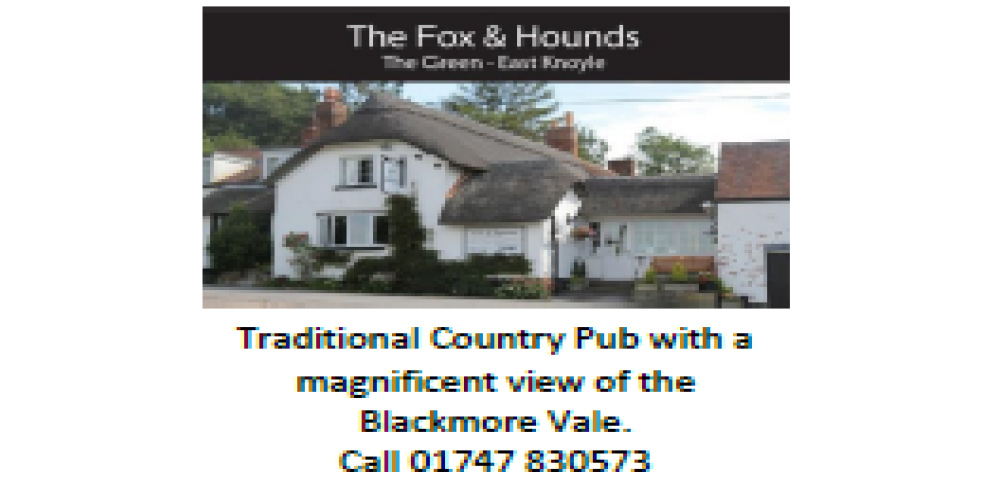 The Fox & Hounds
The Green - East Knoyle
Traditional Country Pub with a
magnificent view of the
Blackmore Vale.
Call 01747 830573